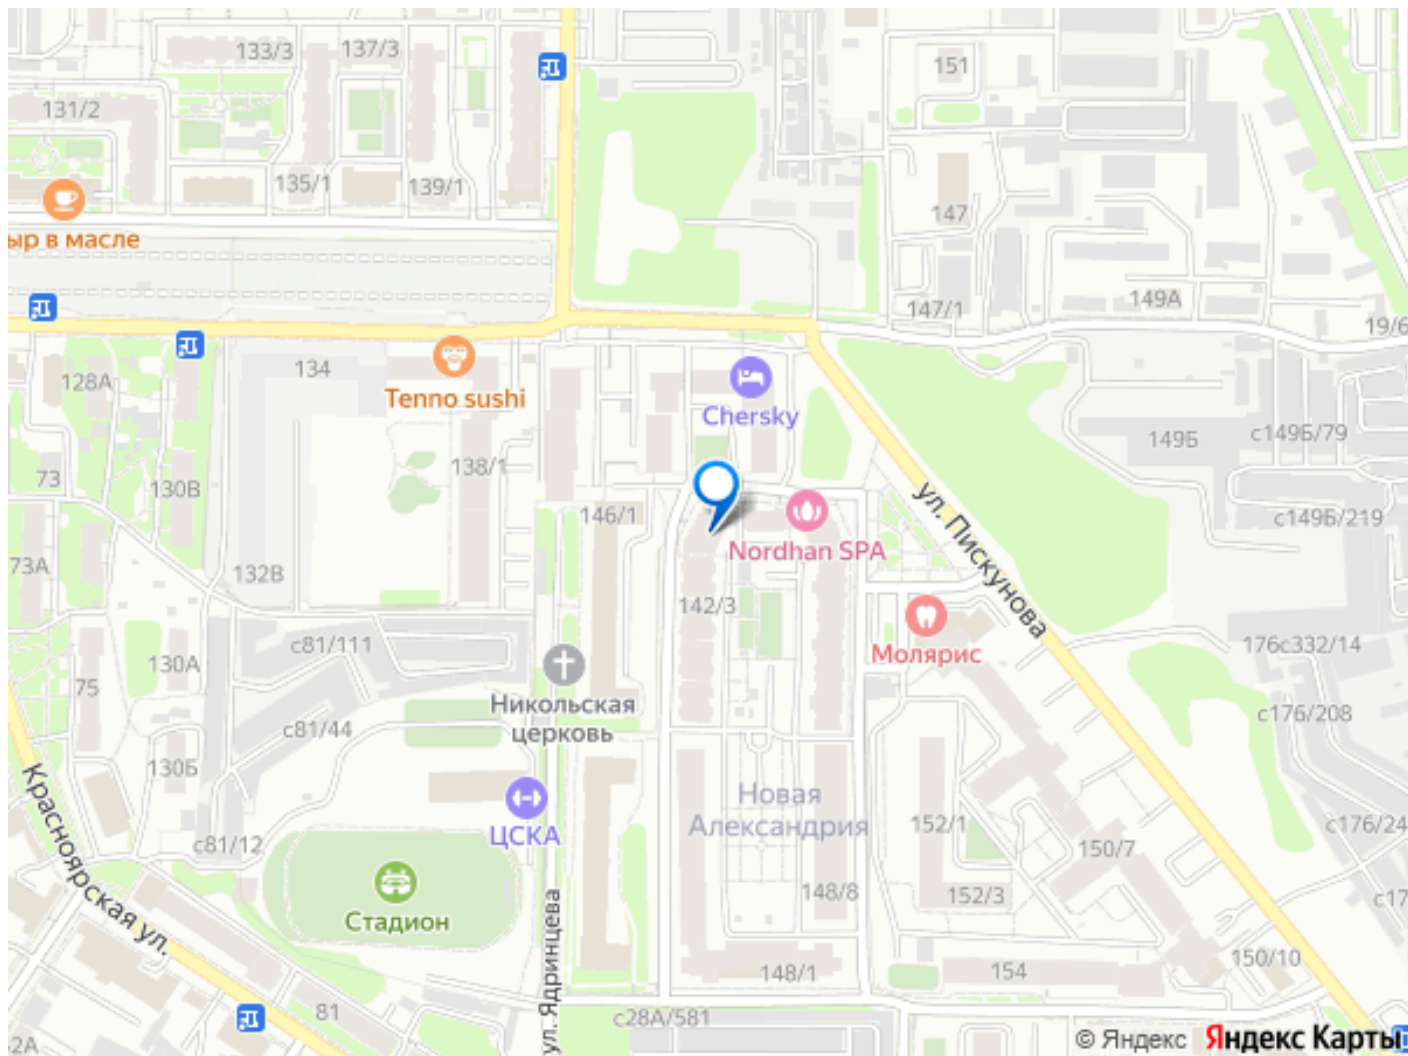 133/3
137/3
151
131/2
135/1
139/1
147
ыр в масле
149А
147/1
19/6
134
128А
Tenno sushi
Chersky
138/1
149Б
с149Б/79
73
130В
146/1
с149Б/219
Nordhan SPA
ул. Пискунова
73А
132В
142/3
Молярис
с81/111
176с332/14
130А
75
Никольская
церковь
с81/44
с176/208
130Б
Новая
Александрия
ЦСКА
152/1
с176/24
с81/12
150/7
Красноярская ул.
148/8
152/3
с17
Стадион
ул. Ядринцева
150/10
148/1
154
81
с28А/581
2А
© Яндекс Яндекс Карты